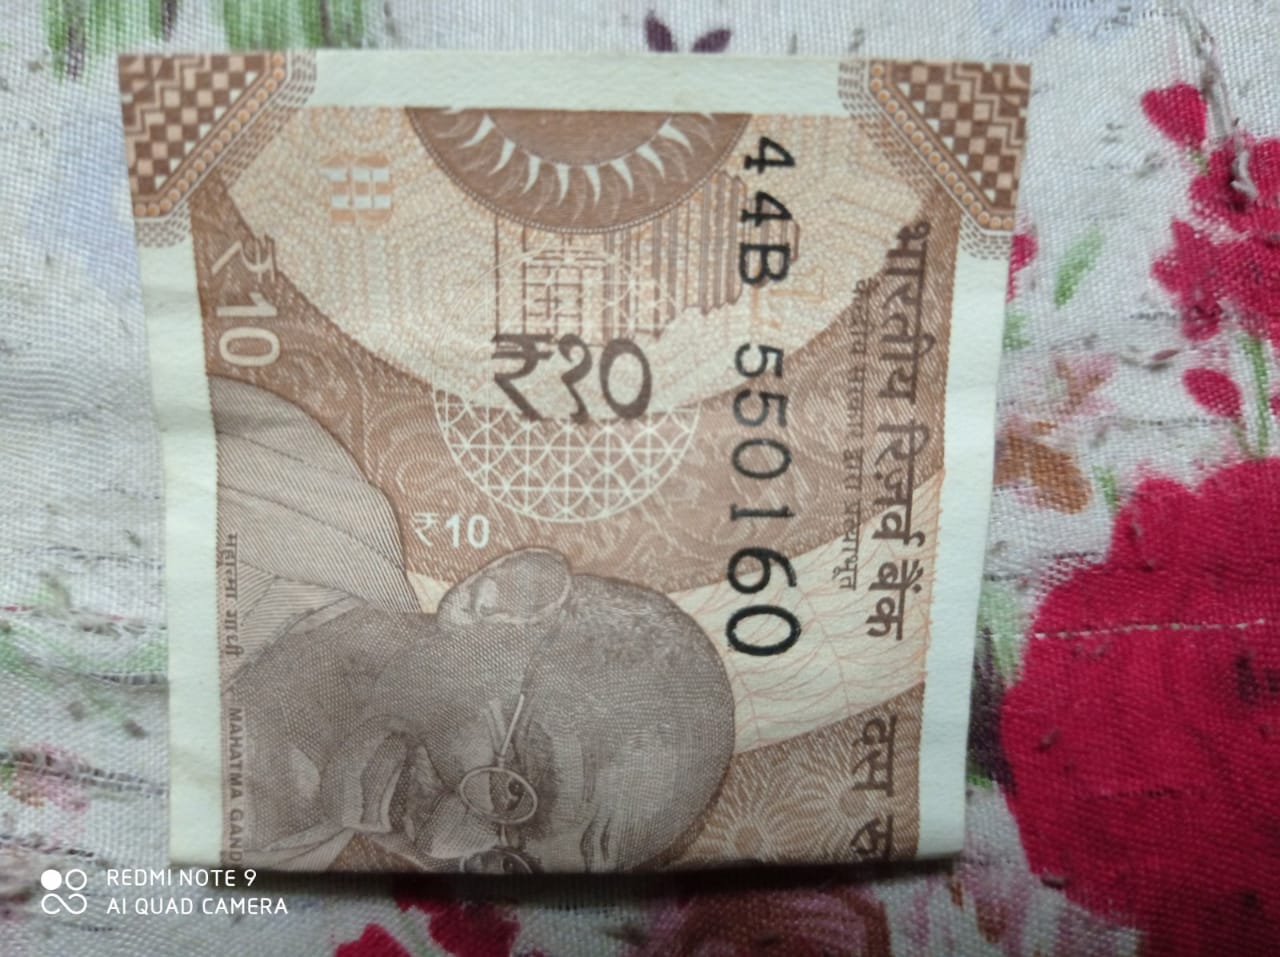 भारतीय रिज़र्व बैंक
केन्द्रीय सरकार द्वारा प्रत्याभूत
44B 550160
₹१०
₹10
₹10
महात्मा गांधी
MAHATMA GAND
दस
REDMI NOTE 9
AI QUAD CAMERA